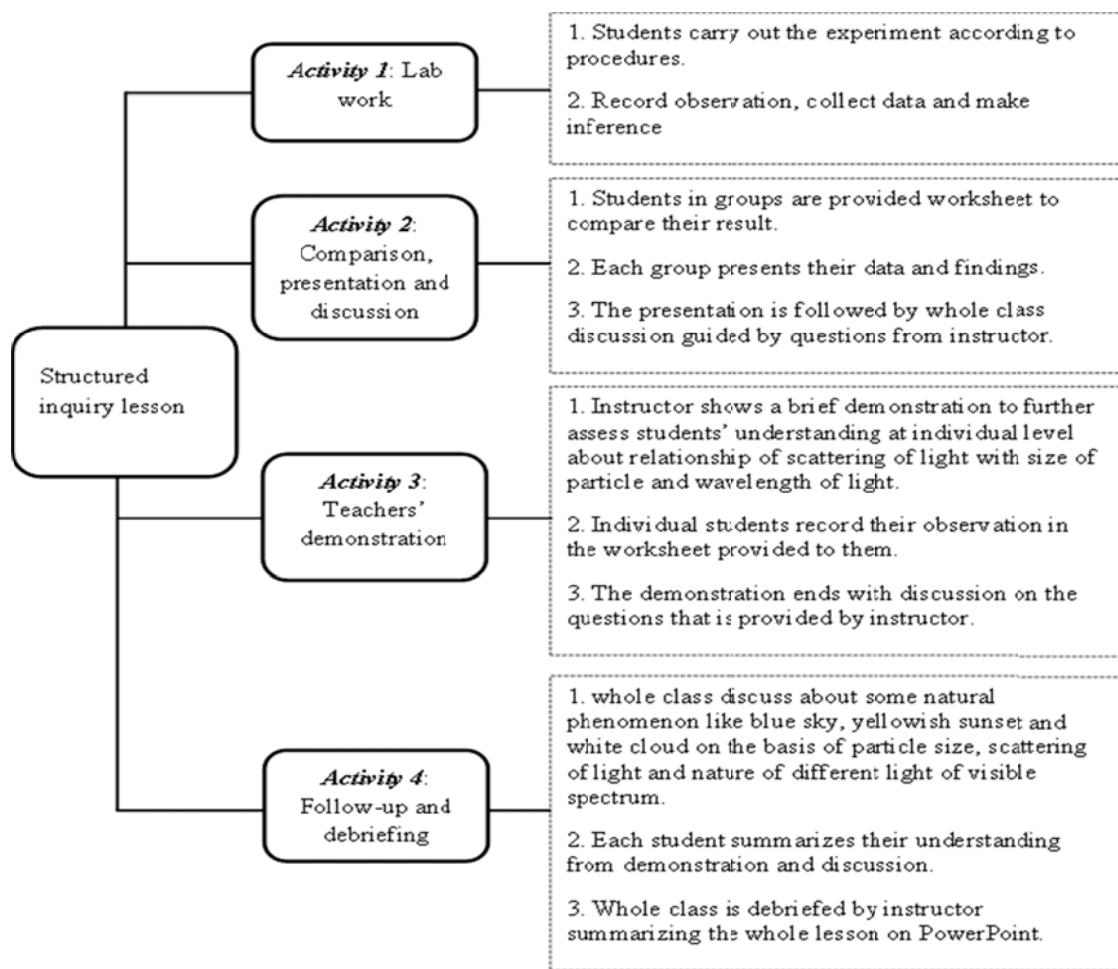 Structured
inquiry lesson
Activity 1: Lab
work
1. Students carry out the experiment according to
procedures.
2. Record observation, collect data and make
inference
Activity 2:
Comparison,
presentation and
discussion
1. Students in groups are provided worksheet to
compare their result.
2. Each group presents their data and findings.
3. The presentation is followed by whole class
discussion guided by questions from instructor.
Activity 3:
Teachers’
demonstration
1. Instructor shows a brief demonstration to further
assess students’ understanding at individual level
about relationship of scattering of light with size of
particle and wavelength of light.
2. Individual students record their observation in
the worksheet provided to them.
3. The demonstration ends with discussion on the
questions that is provided by instructor.
Activity 4:
Follow-up and
debriefing
1. whole class discuss about some natural
phenomenon like blue sky, yellowish sunset and
white cloud on the basis of particle size, scattering
of light and nature of different light of visible
spectrum.
2. Each student summarizes their understanding
from demonstration and discussion.
3. Whole class is debriefed by instructor
summarizing the whole lesson on PowerPoint.